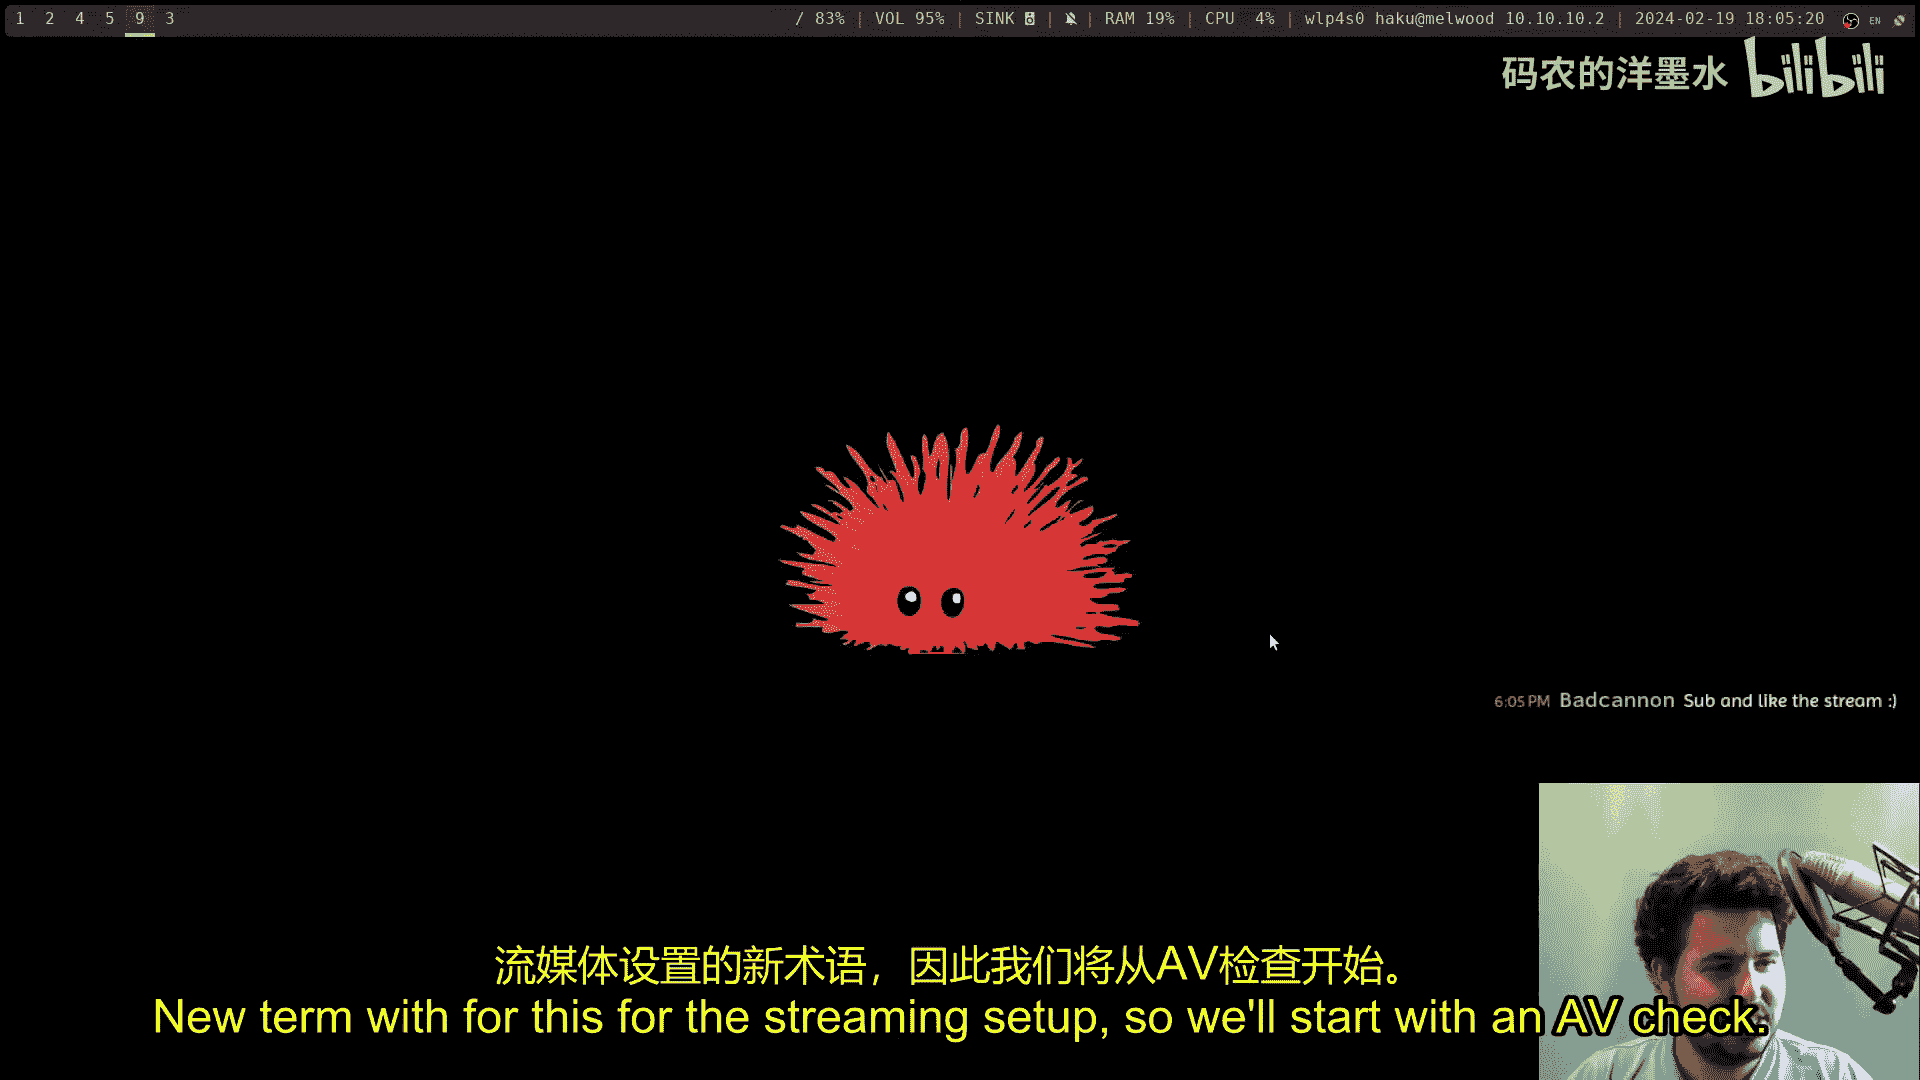 1 2 4 5 9 3
/ 83% | VOL 95% | SINK | | RAM 19% | CPU 4% | wlp4s0 haku@melwood 10.10.10.2 | 2024-02-19 18:05:20 EN
码农的洋墨水 bilibili
6:05 PM Badcannon Sub and like the stream :)
流媒体设置的新术语，因此我们将从AV检查开始。
New term with for this for the streaming setup, so we'll start with an AV check.